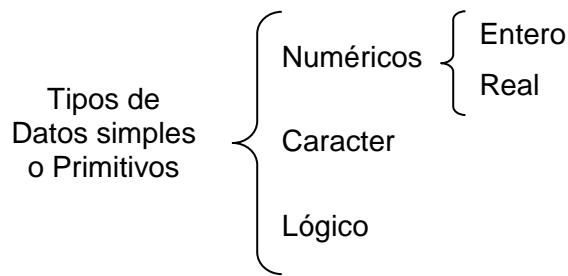 Tipos de
Datos simples
o Primitivos
Numéricos
Entero
Real
Caracter
Lógico